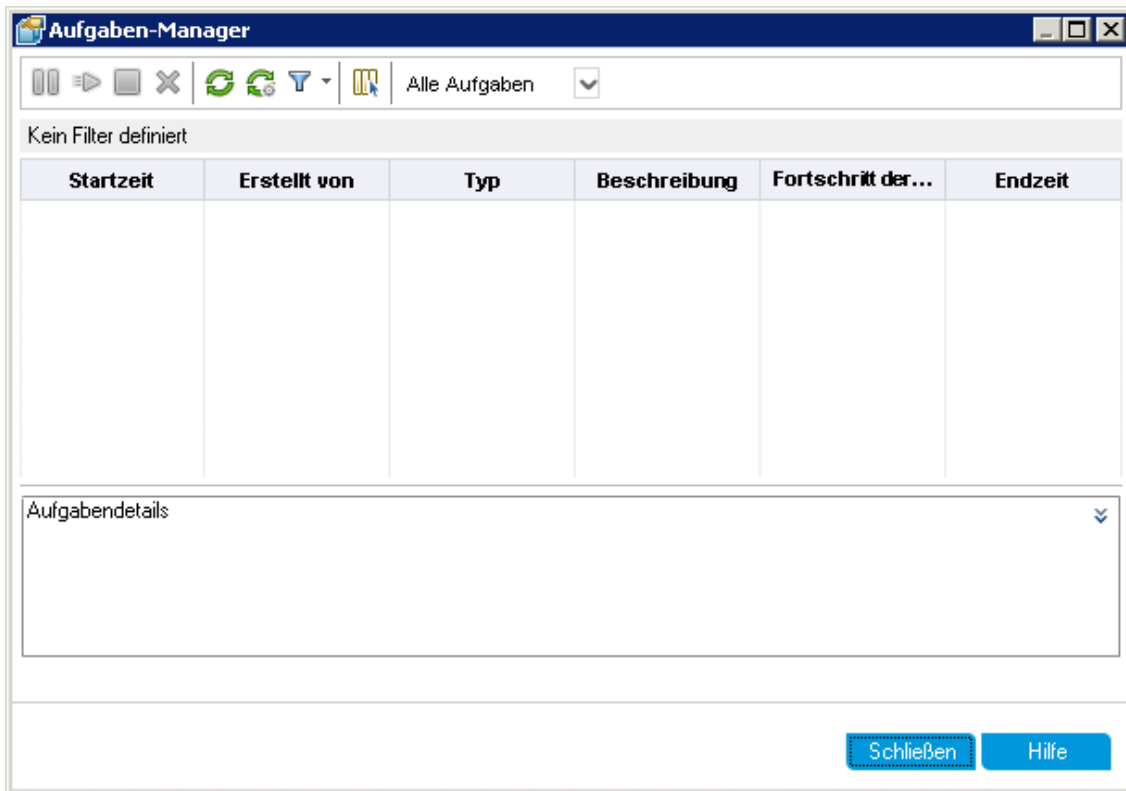 Aufgaben-Manager
Alle Aufgaben
Kein Filter definiert
Startzeit Erstellt von Typ Beschreibung Fortschritt der... Endzeit
Aufgabendetails
Schließen Hilfe